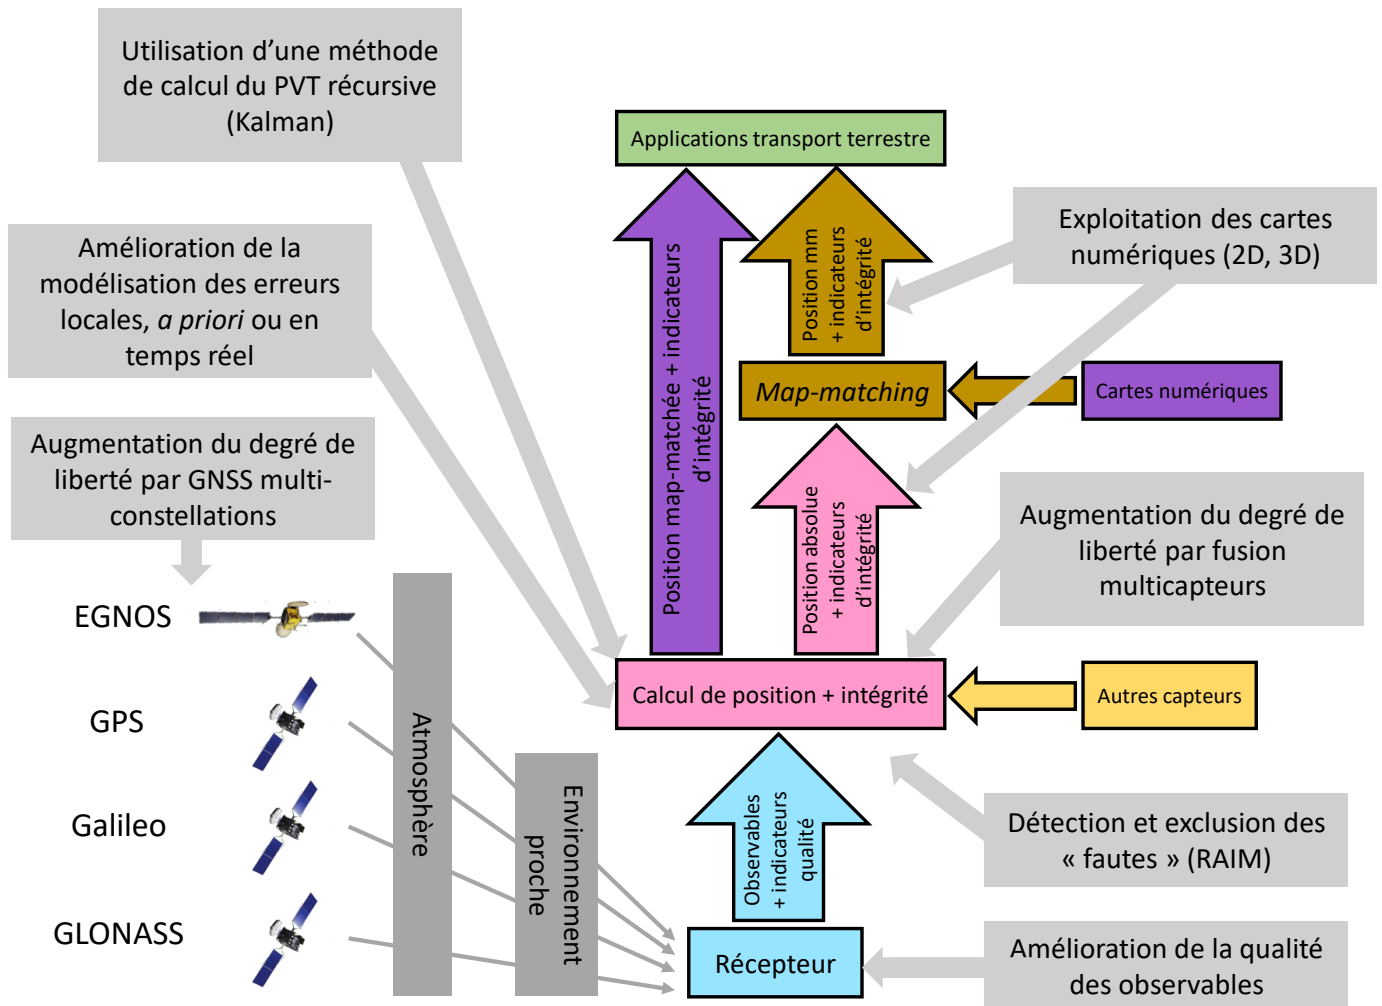 Utilisation d’une méthode
de calcul du PVT récursive
(Kalman)
Applications transport terrestre
Exploitation des cartes
numériques (2D, 3D)
Amélioration de la
modélisation des erreurs
locales, a priori ou en
temps réel
Position map-matchée + indicateurs
d’intégrité
Position mm
+ indicateurs
d’intégrité
Map-matching
Cartes numériques
Augmentation du degré de
liberté par GNSS multi-
constellations
Position absolue
+ indicateurs
d’intégrité
Augmentation du degré de
liberté par fusion
multicapteurs
EGNOS
GPS
Galileo
GLONASS
Atmosphère
Environnement
proche
Calcul de position + intégrité
Autres capteurs
Observables
+ indicateurs
qualité
Détection et exclusion des
« fautes » (RAIM)
Récepteur
Amélioration de la qualité
des observables